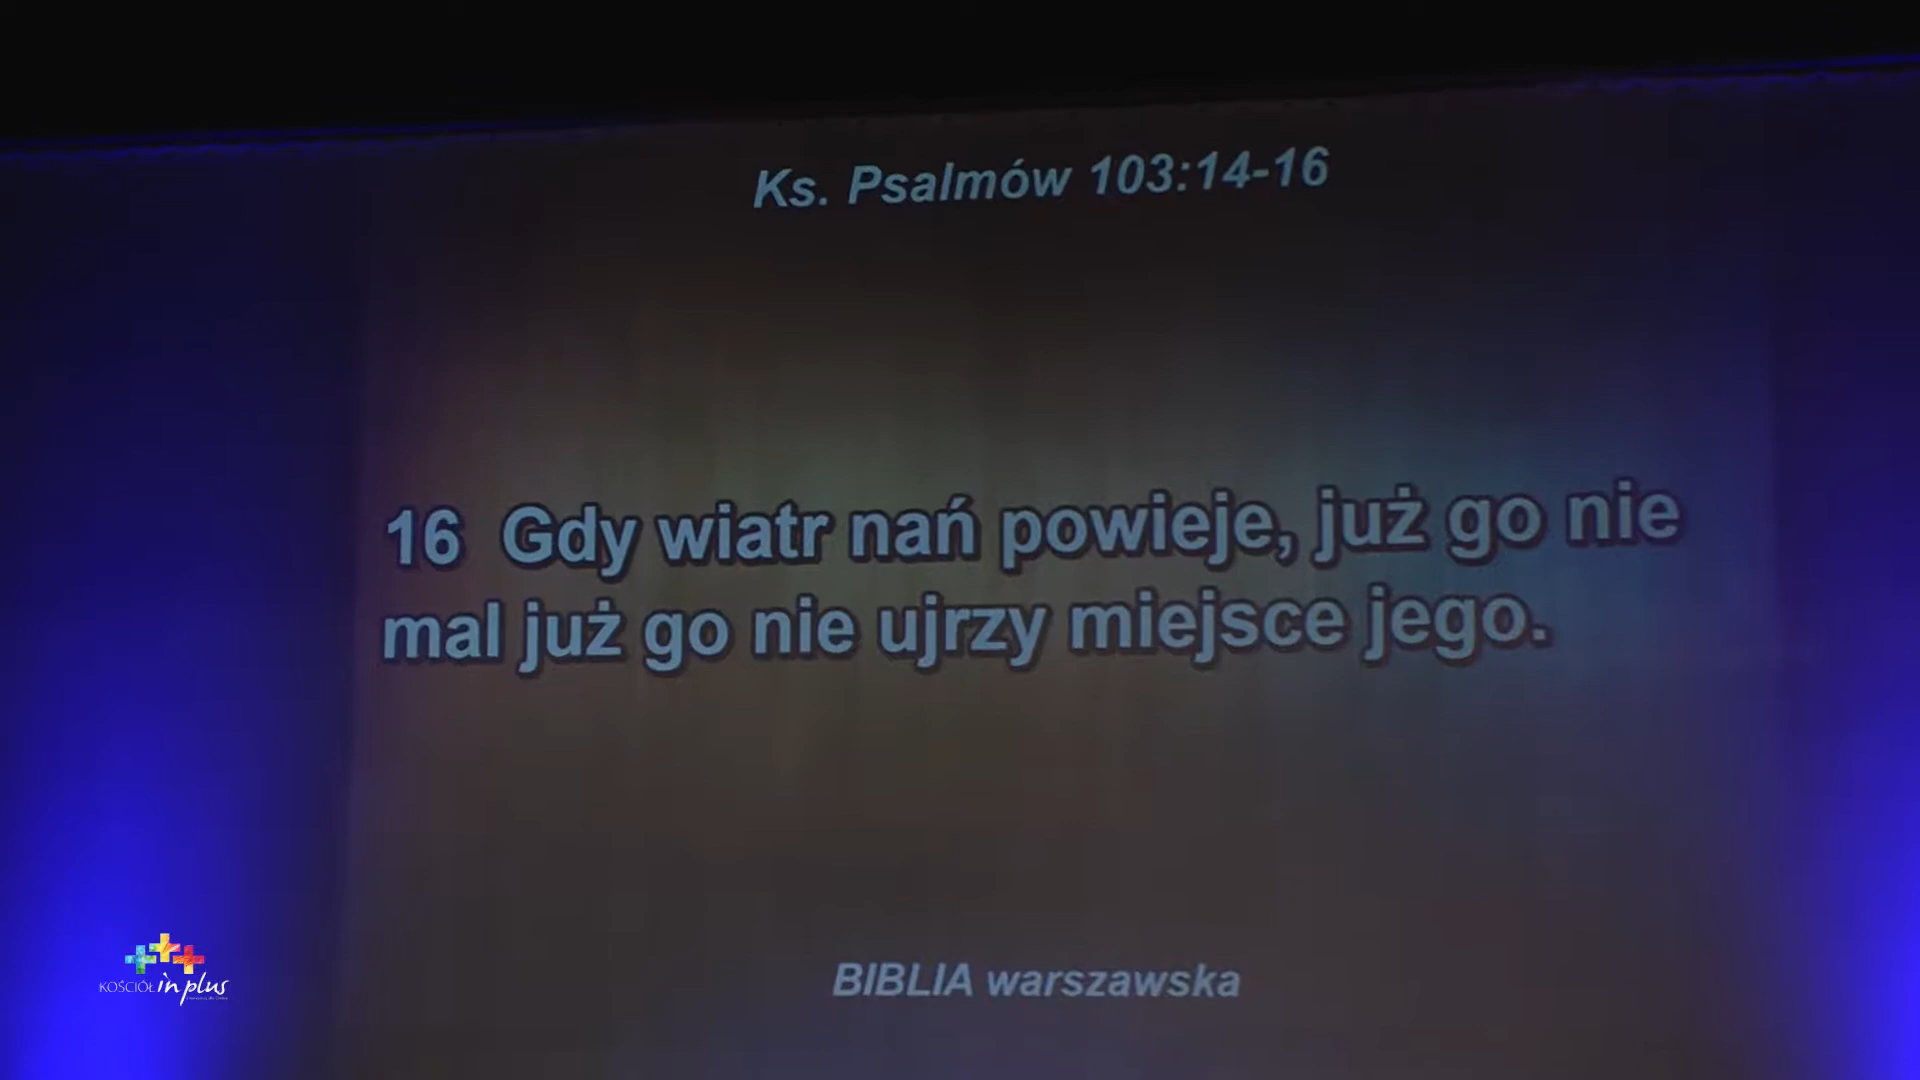 Ks. Psalmów 103:14-16
16 Gdy wiatr nań powieje, już go nie
mal już go nie ujrzy miejsce jego.
BIBLIA warszawska
KOŚCIÓŁ in plus